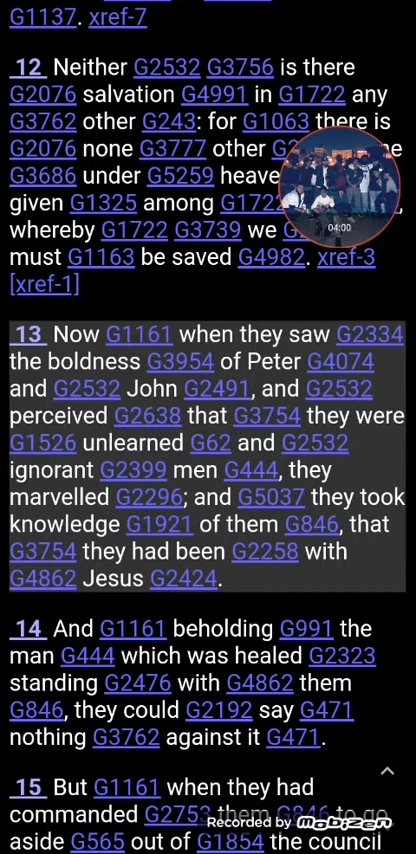 G1137. xref-7
12 Neither G2532 G3756 is there
G2076 salvation G4991 in G1722 any
G3762 other G243: for G1063 there is
G2076 none G3777 other
G3686 under G5259
given G1325 among
whereby G1722 G3739 we
must G1163 be saved G4982. xref-3
[xref-1]
04:00
13 Now G1161 when they saw G2334
the boldness G3954 of Peter G4074
and G2532 John G2491, and G2532
perceived G2638 that G3754 they were
G1526 unlearned G62 and G2532
ignorant G2399 men G444, they
marvelled G2296; and G5037 they took
knowledge G1921 of them G846, that
G3754 they had been G2258 with
G4862 Jesus G2424.
14 And G1161 beholding G991 the
man G444 which was healed G2323
standing G2476 with G4862 them
G846, they could G2192 say G471
nothing G3762 against it G471.
15 But G1161 when they had
commanded G2753 them G846 to go
aside G565 out of G1854 the council
Recorded by mobizen